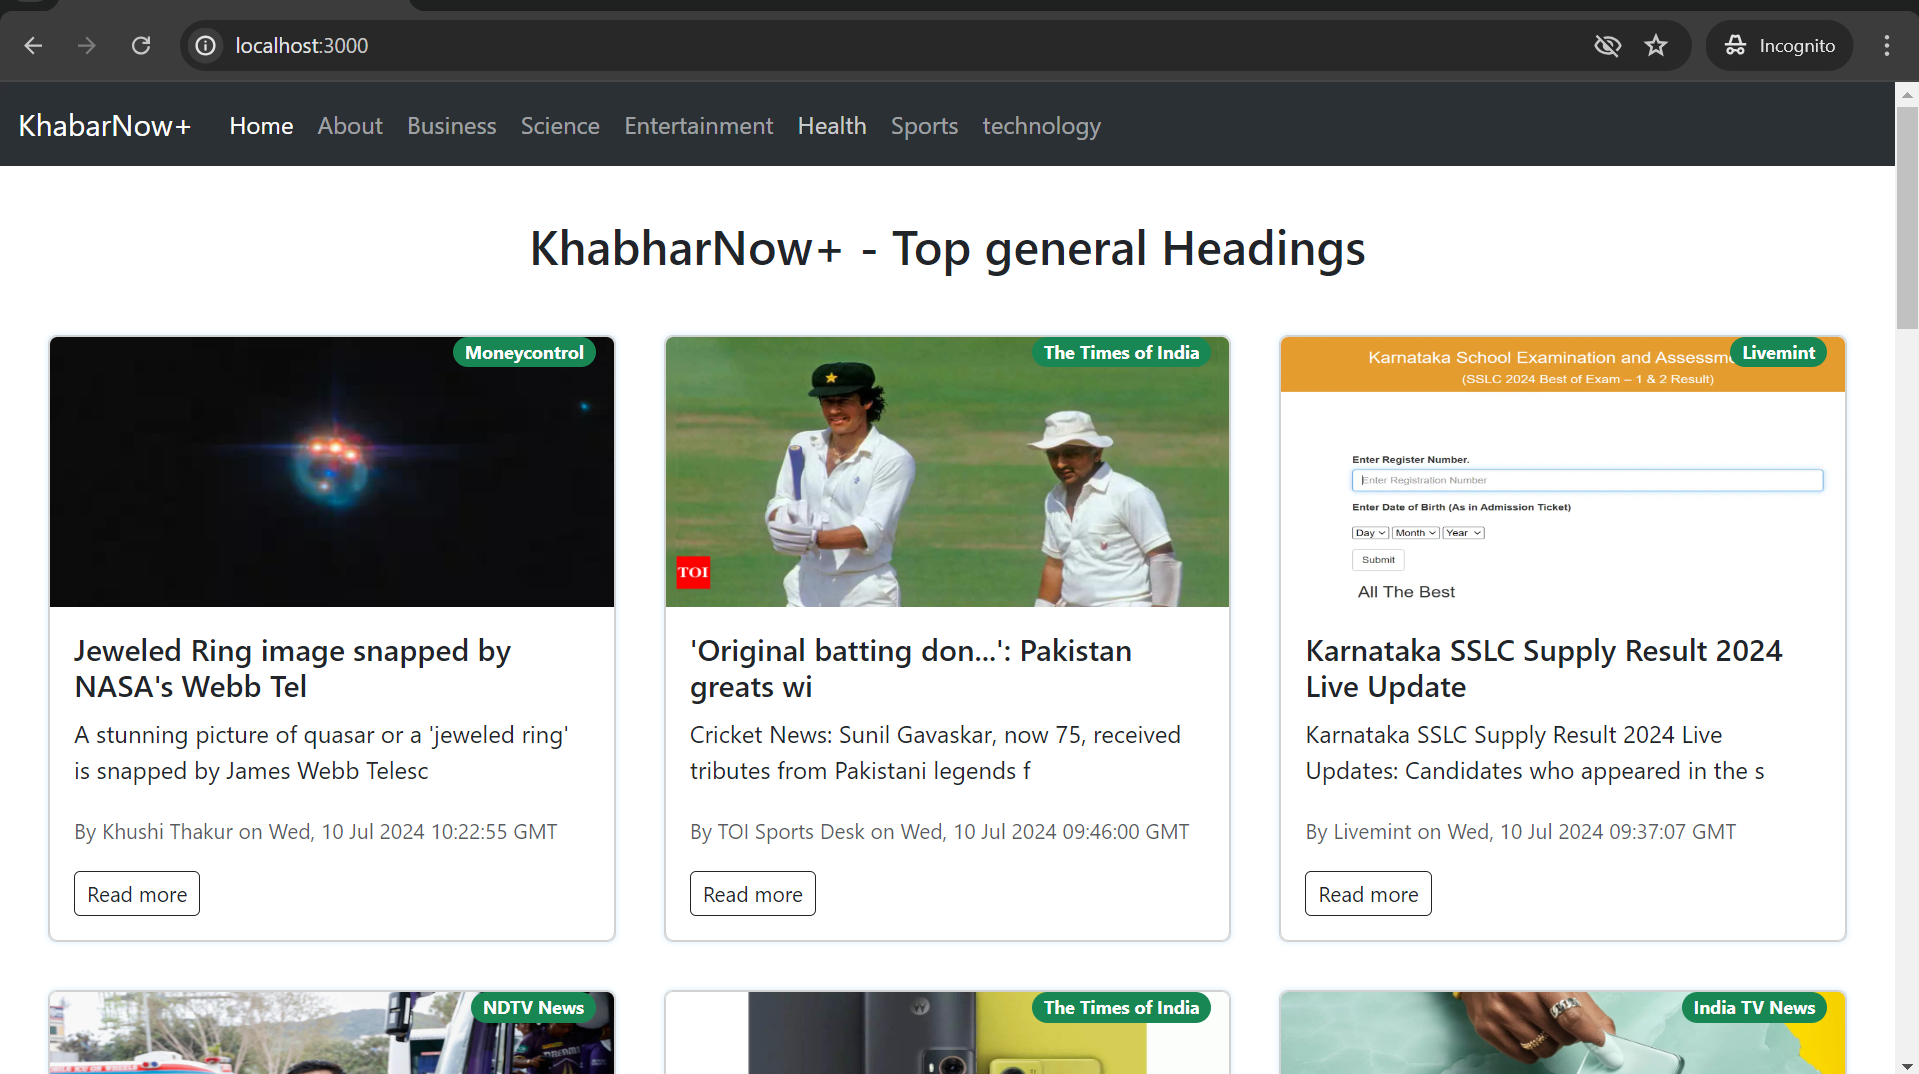 localhost:3000
Incognito
KhabarNow+ Home About Business Science Entertainment Health Sports technology
KhabharNow+ - Top general Headings
Moneycontrol
Jeweled Ring image snapped by
NASA's Webb Tel
A stunning picture of quasar or a 'jeweled ring'
is snapped by James Webb Telesc
By Khushi Thakur on Wed, 10 Jul 2024 10:22:55 GMT
Read more
The Times of India
TOI
'Original batting don...': Pakistan
greats wi
Cricket News: Sunil Gavaskar, now 75, received
tributes from Pakistani legends f
By TOI Sports Desk on Wed, 10 Jul 2024 09:46:00 GMT
Read more
Livemint
Karnataka School Examination and Assessm
(SSLC 2024 Best of Exam – 1 & 2 Result)
Enter Register Number.
Enter Registration Number
Enter Date of Birth (As in Admission Ticket)
Day Month Year
Submit
All The Best
Karnataka SSLC Supply Result 2024
Live Update
Karnataka SSLC Supply Result 2024 Live
Updates: Candidates who appeared in the s
By Livemint on Wed, 10 Jul 2024 09:37:07 GMT
Read more
NDTV News
The Times of India
India TV News